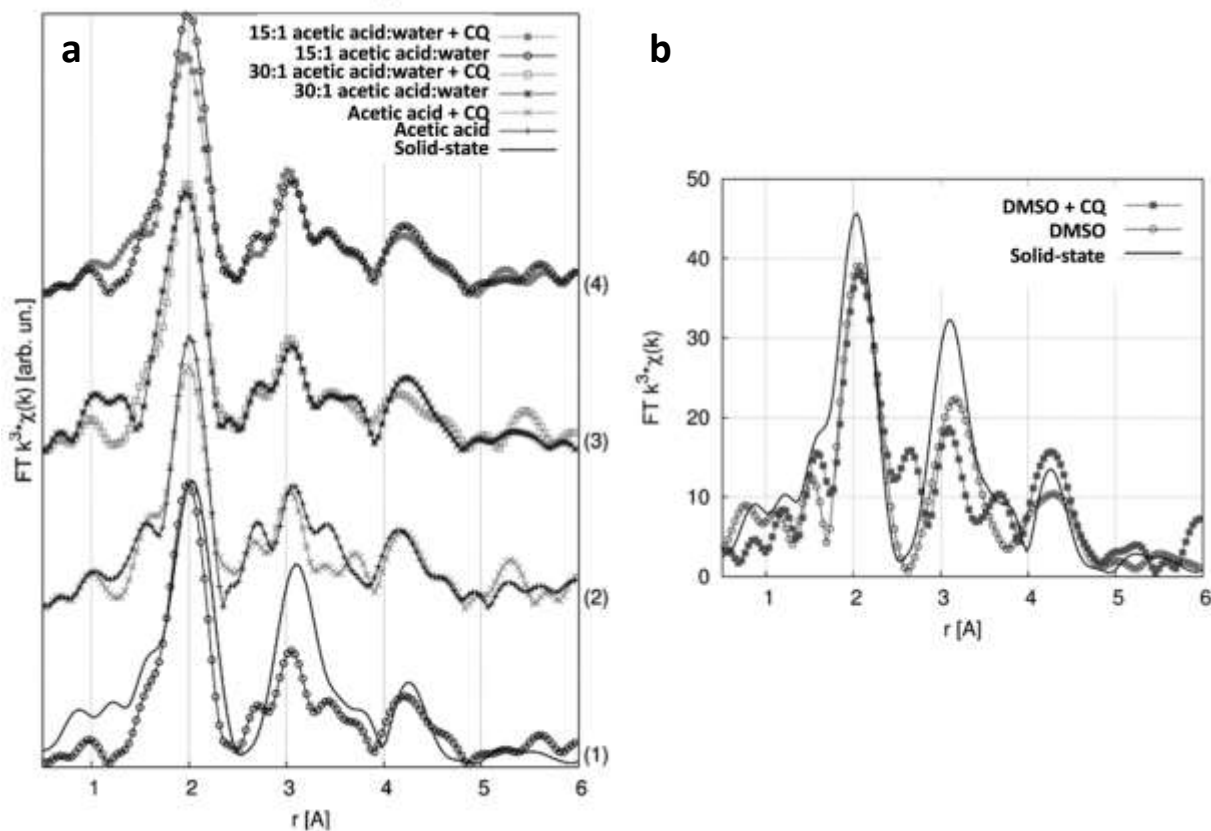 a
15:1 acetic acid:water + CQ
15:1 acetic acid:water
30:1 acetic acid:water + CQ
30:1 acetic acid:water
Acetic acid + CQ
Acetic acid
Solid-state
(4)
(3)
(2)
(1)
FT k³*χ(k) [arb. un.]
1 2 3 4 5 6
r [A]
b
50
40
30
20
10
0
DMSO + CQ
DMSO
Solid-state
FT k³*χ(k)
1 2 3 4 5 6
r [A]